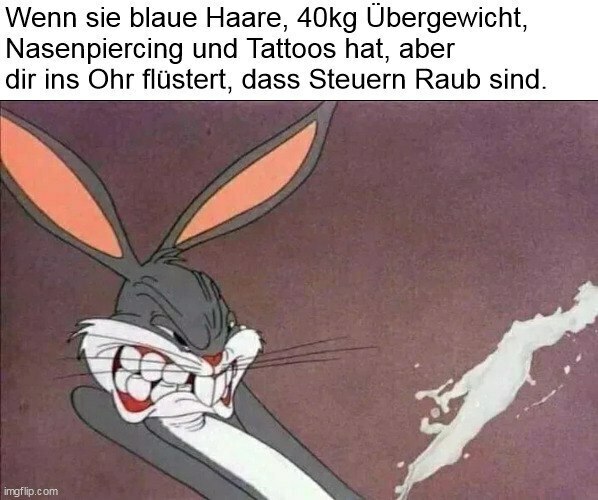 Wenn sie blaue Haare, 40kg Übergewicht,
Nasenpiercing und Tattoos hat, aber
dir ins Ohr flüstert, dass Steuern Raub sind.
imgflip.com